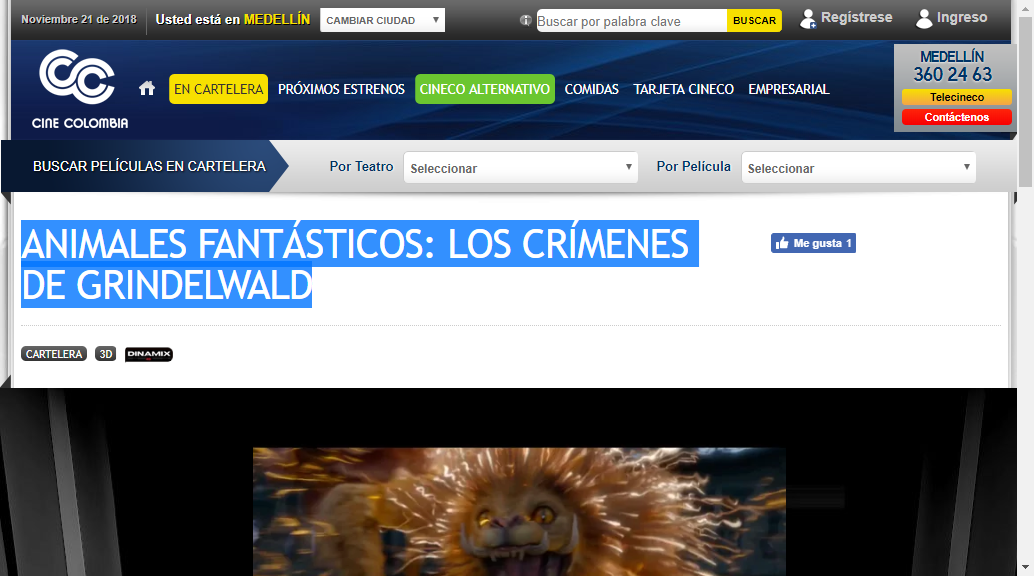 Noviembre 21 de 2018 Usted está en MEDELLÍN CAMBIAR CIUDAD Buscar por palabra clave BUSCAR Regístrese Ingreso
CINE COLOMBIA
EN CARTELERA PRÓXIMOS ESTRENOS CINECO ALTERNATIVO COMIDAS TARJETA CINECO EMPRESARIAL
MEDELLÍN
360 24 63
Telecineco
Contáctenos
BUSCAR PELÍCULAS EN CARTELERA Por Teatro Seleccionar Por Película Seleccionar
ANIMALES FANTÁSTICOS: LOS CRÍMENES
DE GRINDELWALD
Me gusta 1
CARTELERA 3D DINAMIX